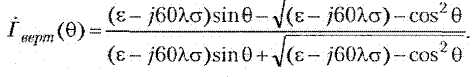 İ_верт(θ) = ((ε − j60λσ)sinθ − √((ε − j60λσ) − cos²θ)) / ((ε − j60λσ)sinθ + √((ε − j60λσ) − cos²θ)).